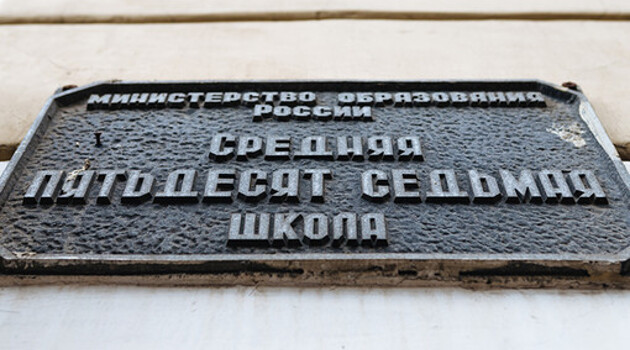 МИНИСТЕРСТВО ОБРАЗОВАНИЯ
РОССИИ
СРЕДНЯЯ
ПЯТЬДЕСЯТ СЕДЬМАЯ
ШКОЛА